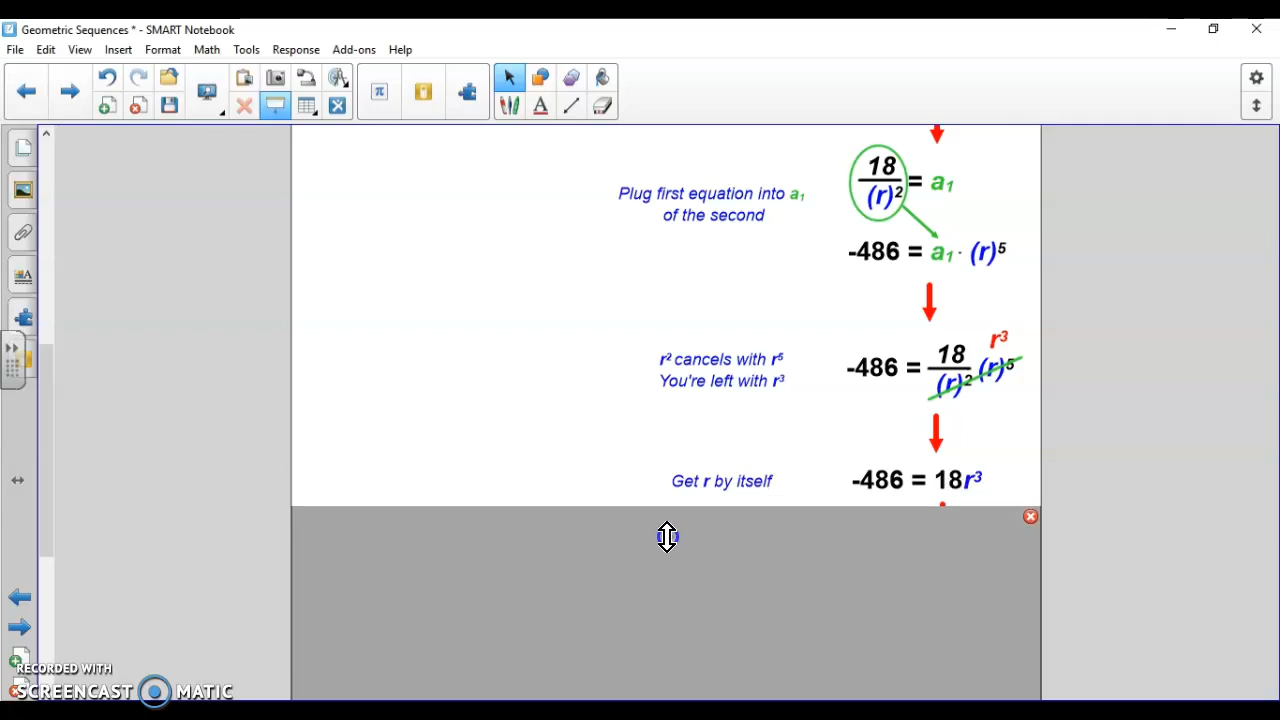 Geometric Sequences * - SMART Notebook
File Edit View Insert Format Math Tools Response Add-ons Help
18/(r)² = a₁
Plug first equation into a₁
of the second
-486 = a₁ · (r)⁵
r³
r² cancels with r⁵
You're left with r³
-486 = 18/(r)² (r)⁵
Get r by itself
-486 = 18r³
RECORDED WITH
SCREENCAST MATIC